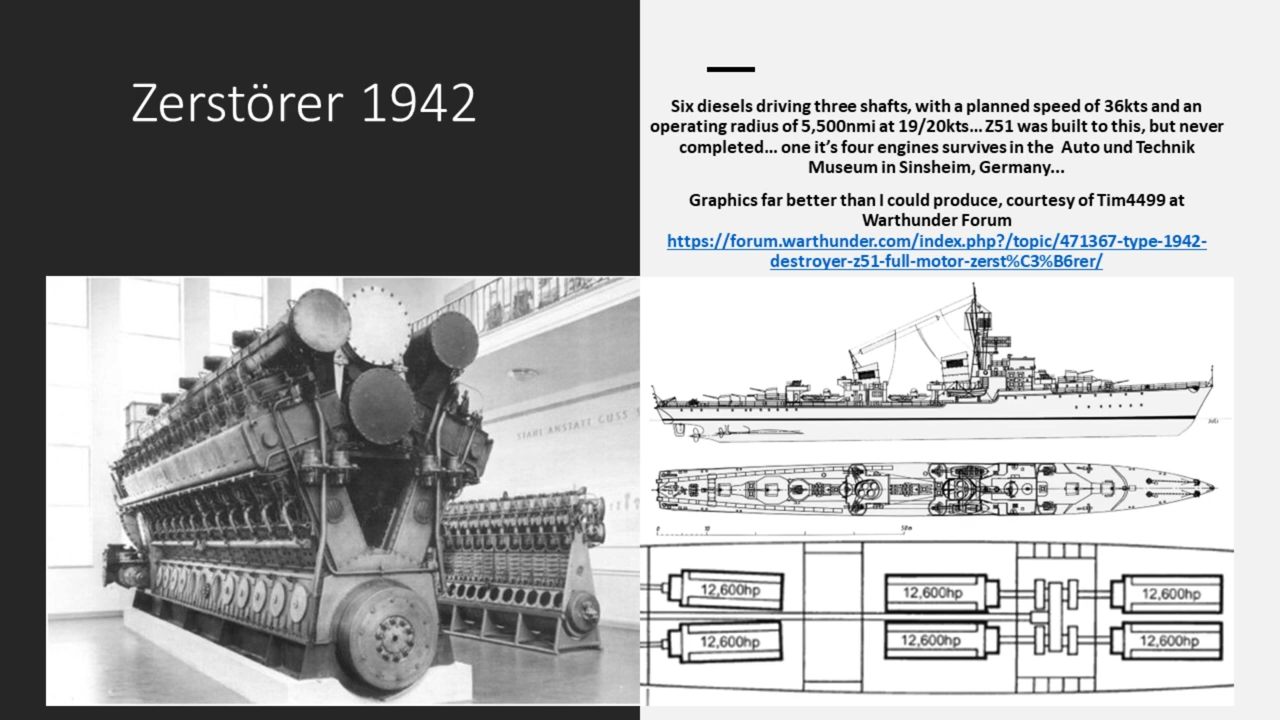 Zerstörer 1942
Six diesels driving three shafts, with a planned speed of 36kts and an
operating radius of 5,500nmi at 19/20kts... Z51 was built to this, but never
completed... one it's four engines survives in the Auto und Technik
Museum in Sinsheim, Germany...
Graphics far better than I could produce, courtesy of Tim4499 at
Warthunder Forum
https://forum.warthunder.com/index.php?/topic/471367-type-1942-
destroyer-z51-full-motor-zerst%C3%B6rer/
STAHL ANSTATT GUSS
0 10 50m
12,600hp 12,600hp 12,600hp
12,600hp 12,600hp 12,600hp